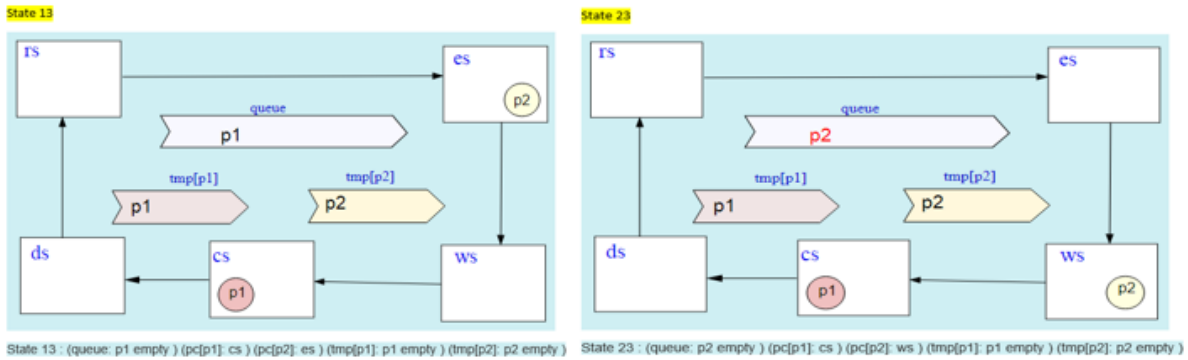 State 13
rs
es
p2
queue
p1
tmp[p1]
tmp[p2]
p1
p2
ds
cs
ws
p1
State 13 : (queue: p1 empty ) (pc[p1]: cs ) (pc[p2]: es ) (tmp[p1]: p1 empty ) (tmp[p2]: p2 empty )
State 23
rs
es
queue
p2
tmp[p1]
tmp[p2]
p1
p2
ds
cs
ws
p1
p2
State 23 : (queue: p2 empty ) (pc[p1]: cs ) (pc[p2]: ws ) (tmp[p1]: p1 empty ) (tmp[p2]: p2 empty )